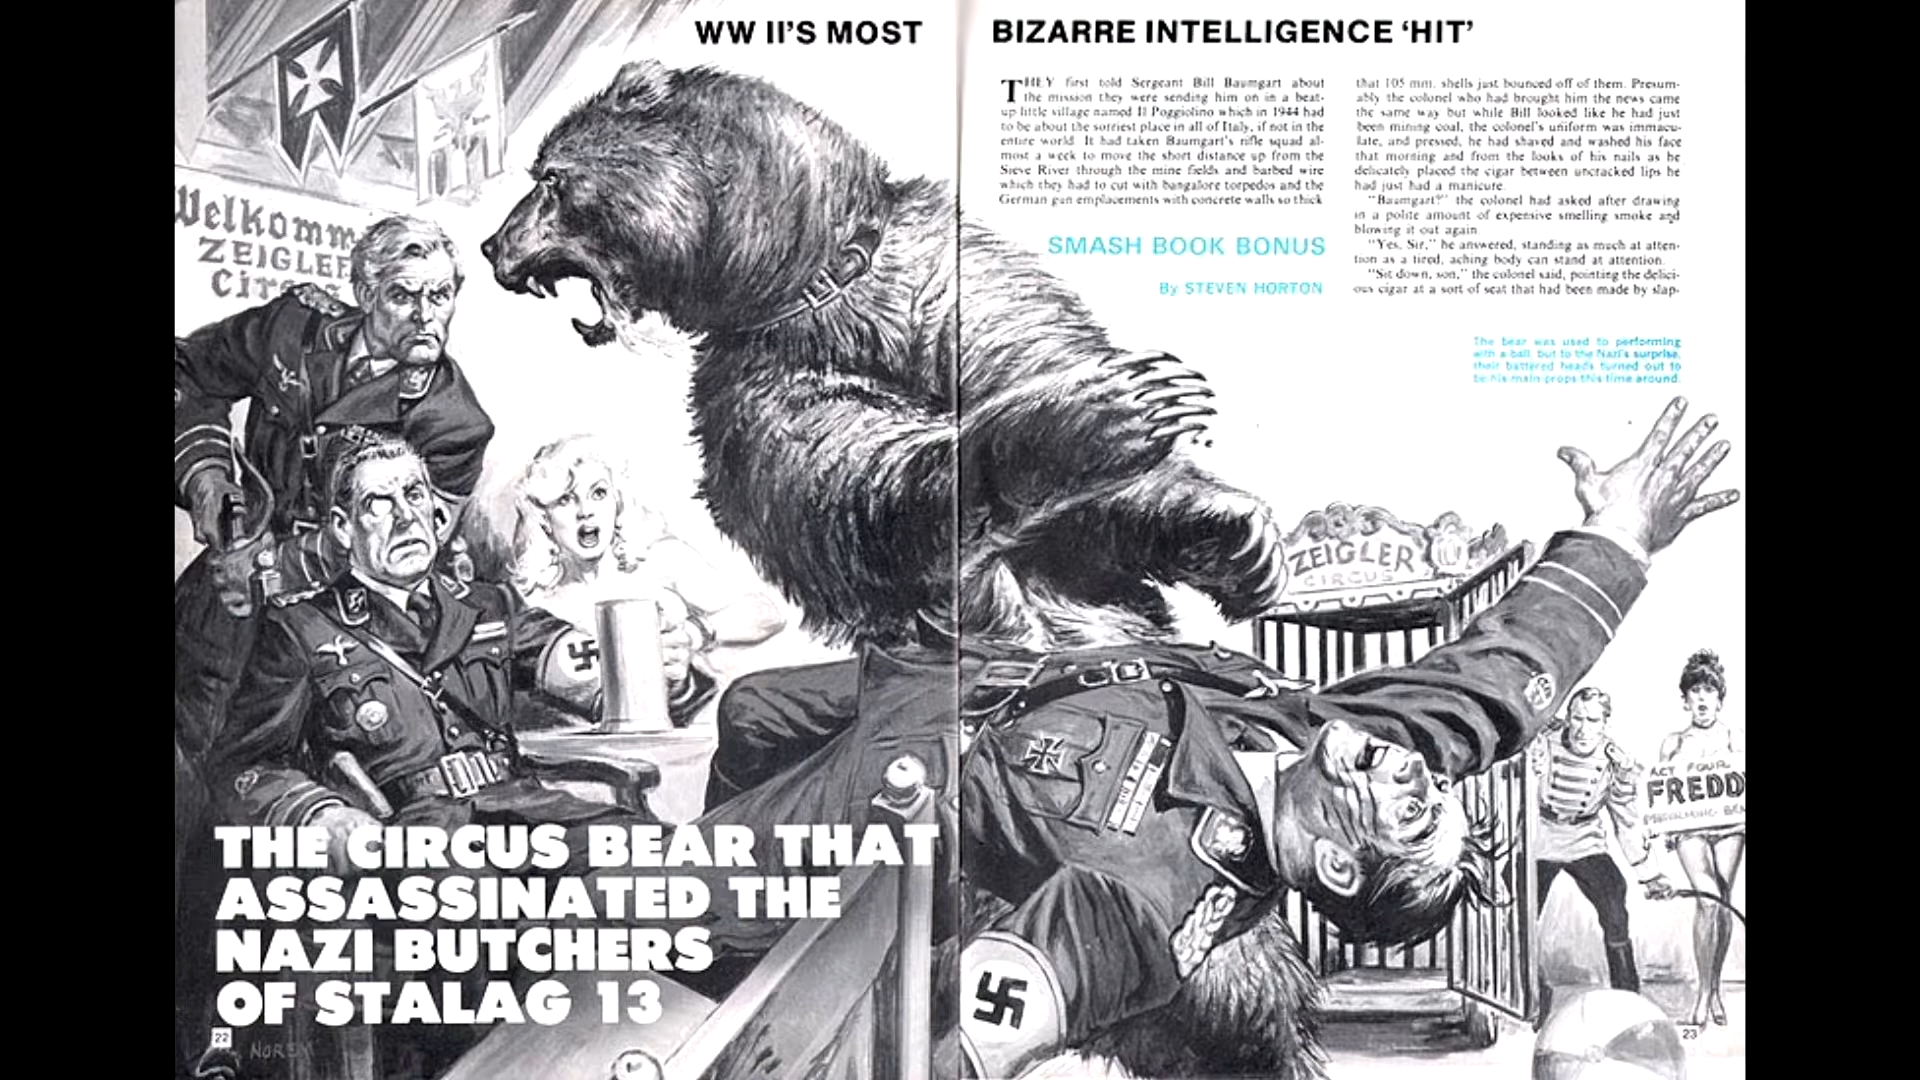 WW II'S MOST BIZARRE INTELLIGENCE ‘HIT’
THEY first told Sergeant Bill Baumgart about
the mission they were sending him on in a beat-
up little village named Il Poggiolino which in 1944 had
to be about the sorriest place in all of Italy, if not in the
entire world. It had taken Baumgart's rifle squad al-
most a week to move the short distance up from the
Sieve River through the mine fields and barbed wire
which they had to cut with bangalore torpedos and the
German gun emplacements with concrete walls so thick
that 105 mm. shells just bounced off of them. Presum-
ably the colonel who had brought him the news came
the same way but while Bill looked like he had just
been mining coal, the colonel's uniform was immacu-
late, and pressed, he had shaved and washed his face
that morning and from the looks of his nails as he
delicately placed the cigar between uncracked lips he
had just had a manicure.
"Baumgart?" the colonel had asked after drawing
in a polite amount of expensive smelling smoke and
blowing it out again.
"Yes, Sir," he answered, standing as much at atten-
tion as a tired, aching body can stand at attention.
"Sit down, son," the colonel said, pointing the delici-
ous cigar at a sort of seat that had been made by slap-
SMASH BOOK BONUS
By STEVEN HORTON
The bear was used to performing
with a ball, but to the Nazi's surprise,
their battered heads turned out to
be his main props this time around.
Welkomm
ZEIGLER
Circus
ZEIGLER
CIRCUS
ACT FOUR
FREDD
THE CIRCUS BEAR THAT
ASSASSINATED THE
NAZI BUTCHERS
OF STALAG 13
22
NOREM
23